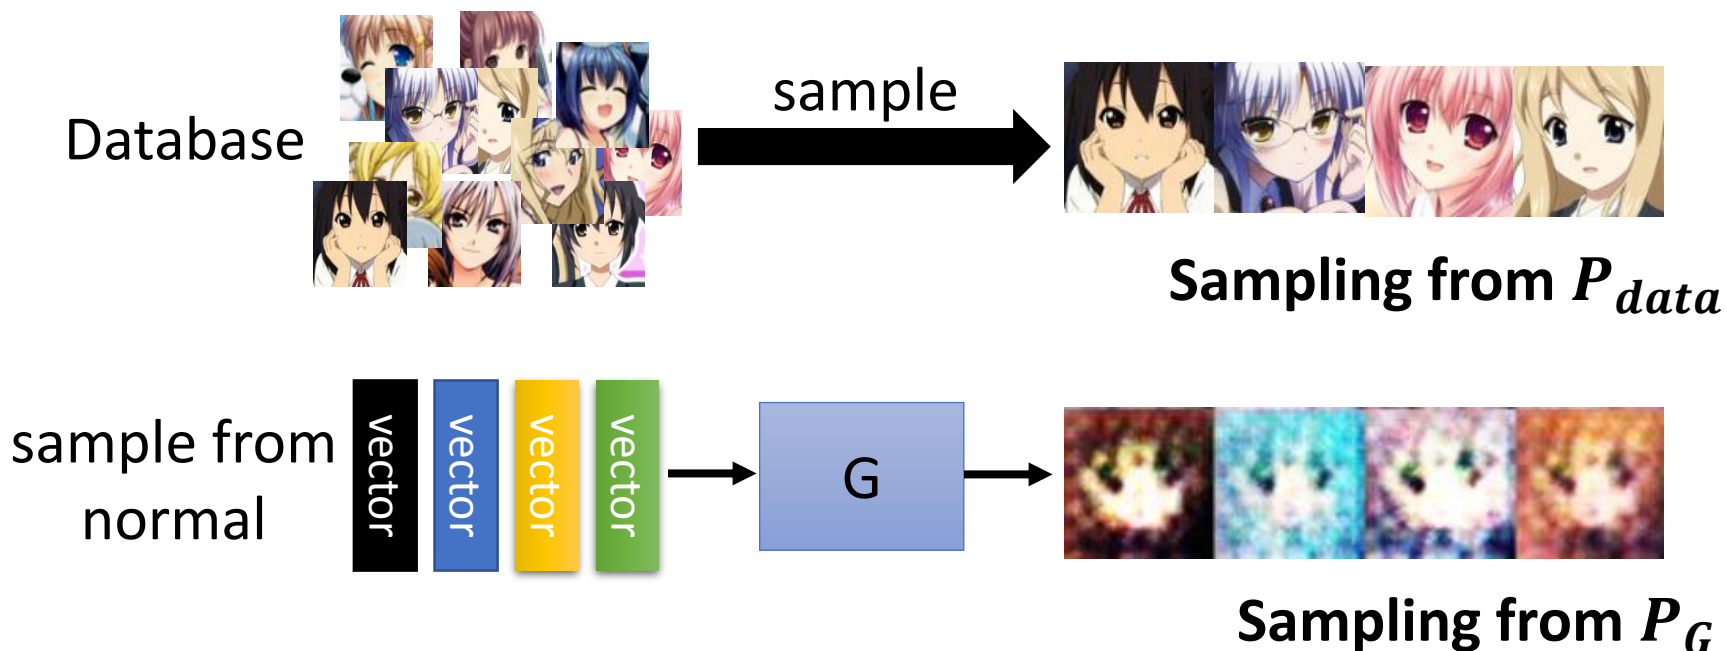 Database
sample
Sampling from P_data
sample from
normal
vector
vector
vector
vector
G
Sampling from P_G